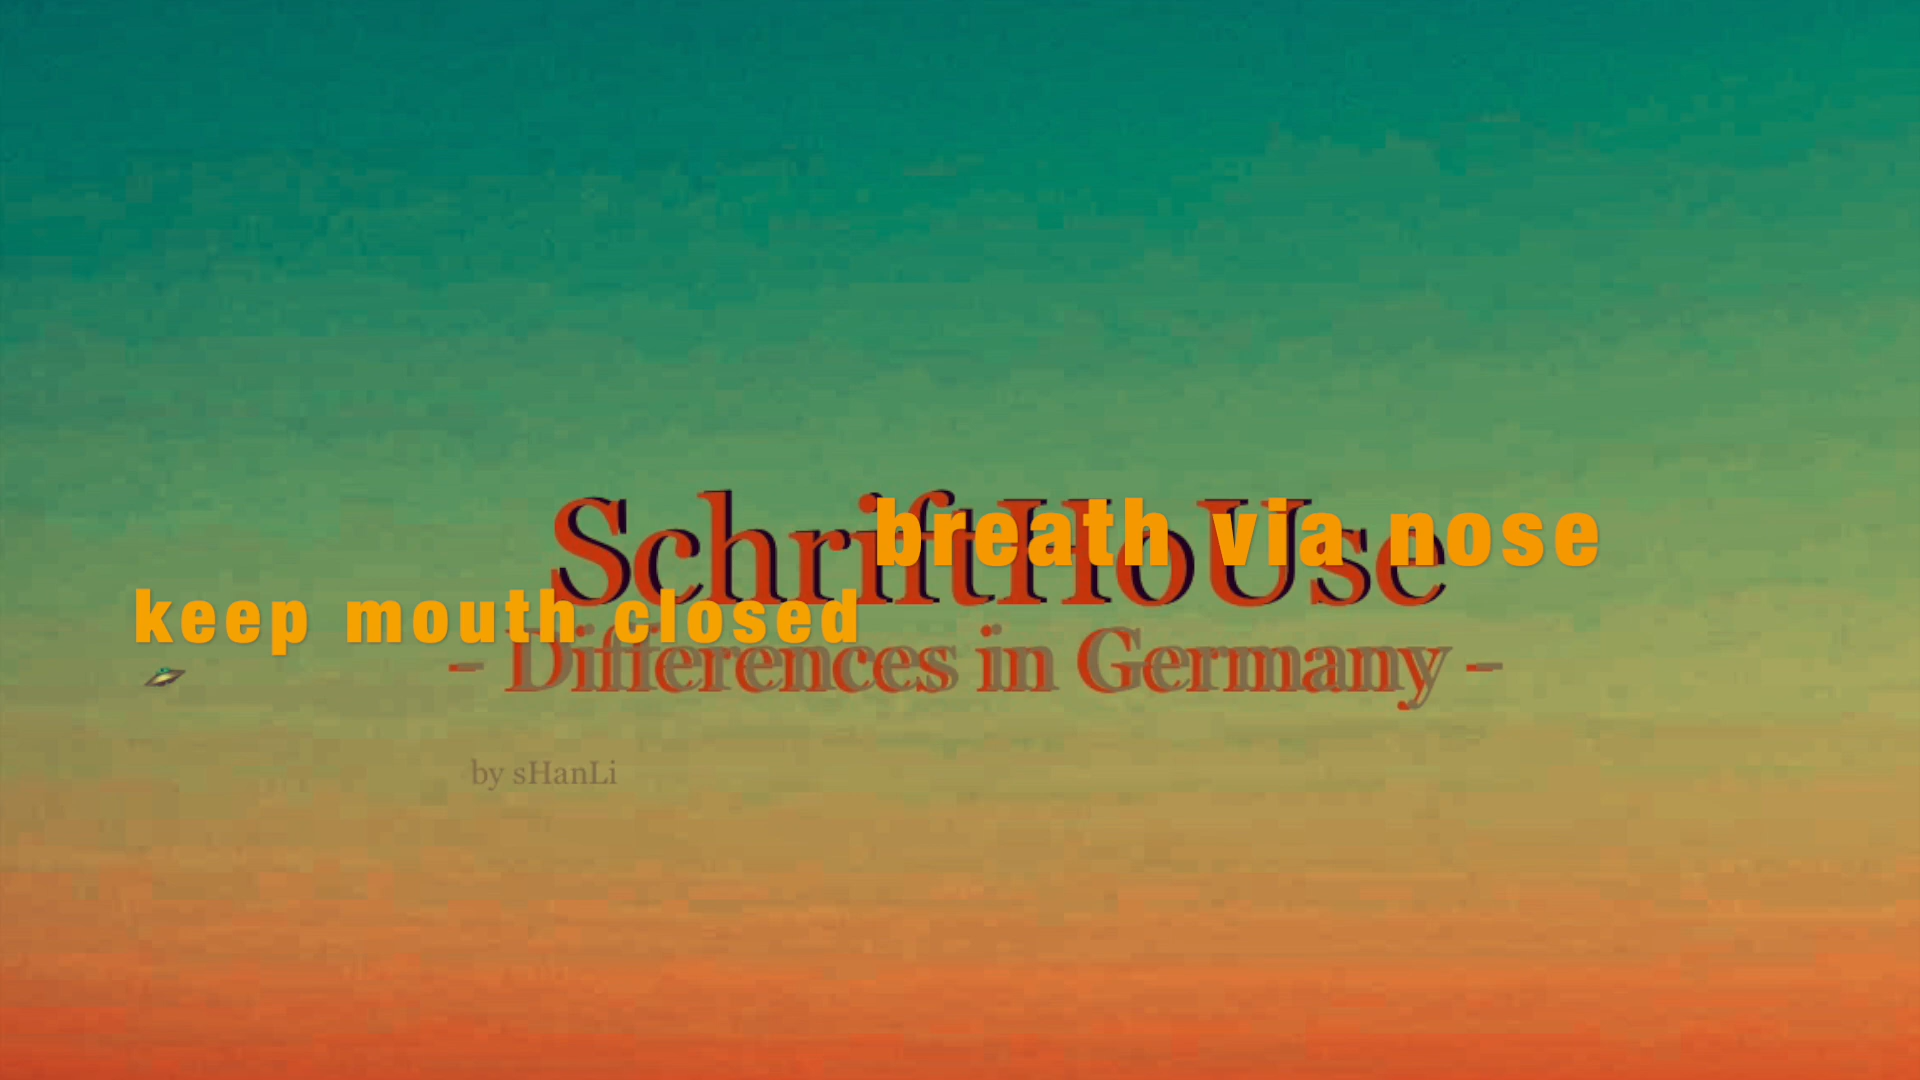 SchriftHoUse
breath via nose
keep mouth closed
- Differences in Germany -
by sHanLi